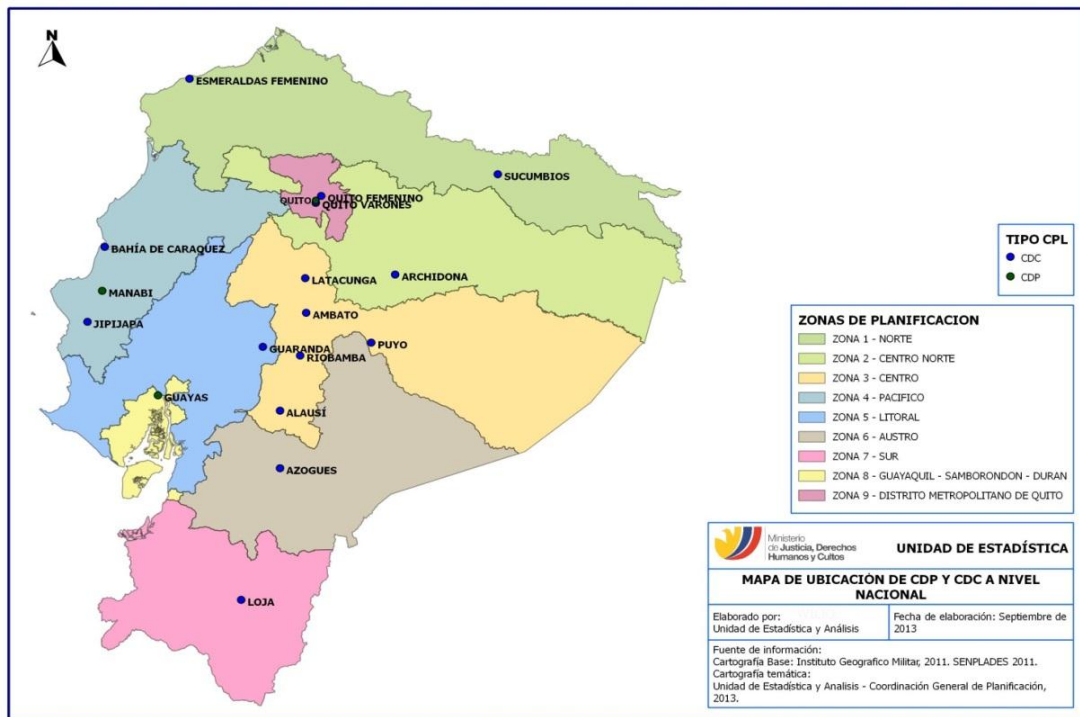 N
ESMERALDAS FEMENINO
SUCUMBIOS
QUITO FEMENINO
QUITO
QUITO VARONES
BAHÍA DE CARAQUEZ
LATACUNGA
ARCHIDONA
MANABI
AMBATO
JIPIJAPA
PUYO
GUARANDA
RIOBAMBA
GUAYAS
ALAUSÍ
AZOGUES
LOJA
TIPO CPL
CDC
CDP
ZONAS DE PLANIFICACION
ZONA 1 - NORTE
ZONA 2 - CENTRO NORTE
ZONA 3 - CENTRO
ZONA 4 - PACIFICO
ZONA 5 - LITORAL
ZONA 6 - AUSTRO
ZONA 7 - SUR
ZONA 8 - GUAYAQUIL - SAMBORONDON - DURAN
ZONA 9 - DISTRITO METROPOLITANO DE QUITO
Ministerio
de Justicia, Derechos
Humanos y Cultos
UNIDAD DE ESTADÍSTICA
MAPA DE UBICACIÓN DE CDP Y CDC A NIVEL
NACIONAL
Elaborado por:
Unidad de Estadística y Análisis
Fecha de elaboración: Septiembre de
2013
Fuente de información:
Cartografía Base: Instituto Geografico Militar, 2011. SENPLADES 2011.
Cartografía temática:
Unidad de Estadística y Analisis - Coordinación General de Planificación,
2013.